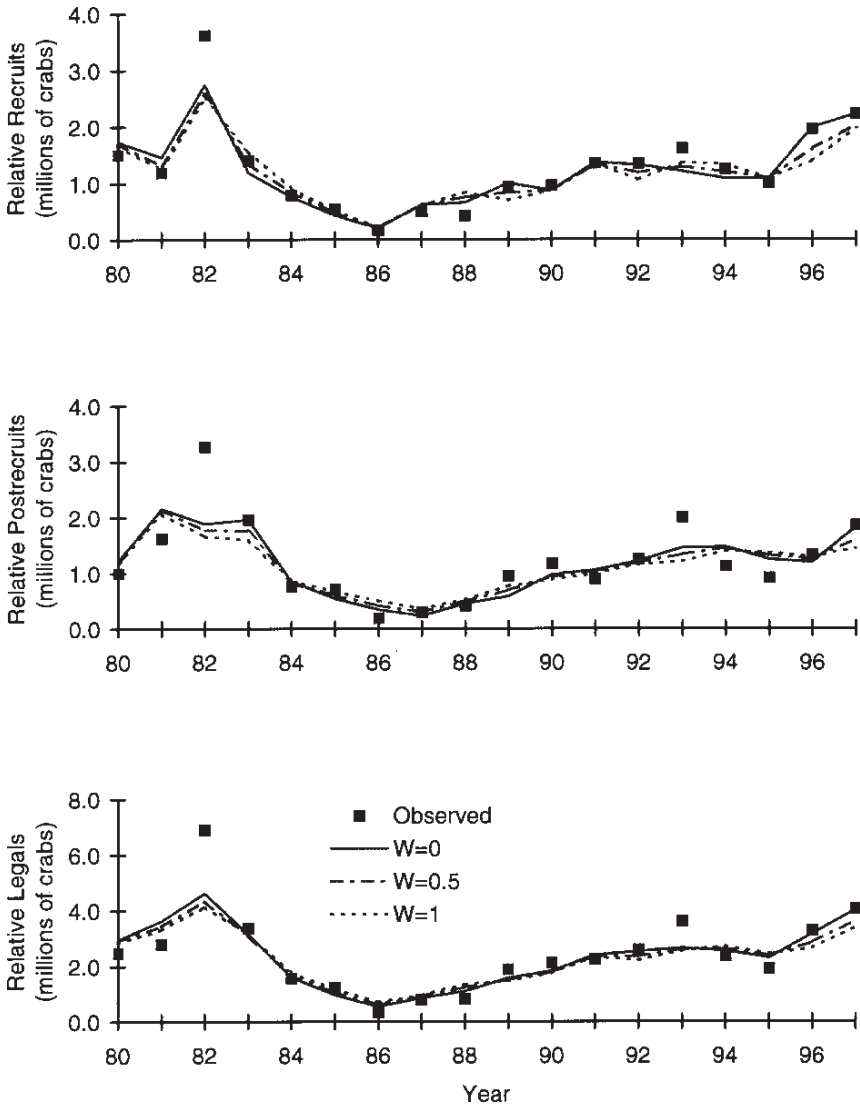 Relative Recruits
(millions of crabs)
4.0
3.0
2.0
1.0
0.0
80 82 84 86 88 90 92 94 96
Relative Postrecruits
(millions of crabs)
4.0
3.0
2.0
1.0
0.0
80 82 84 86 88 90 92 94 96
Relative Legals
(millions of crabs)
8.0
6.0
4.0
2.0
0.0
Observed
W=0
W=0.5
W=1
80 82 84 86 88 90 92 94 96
Year